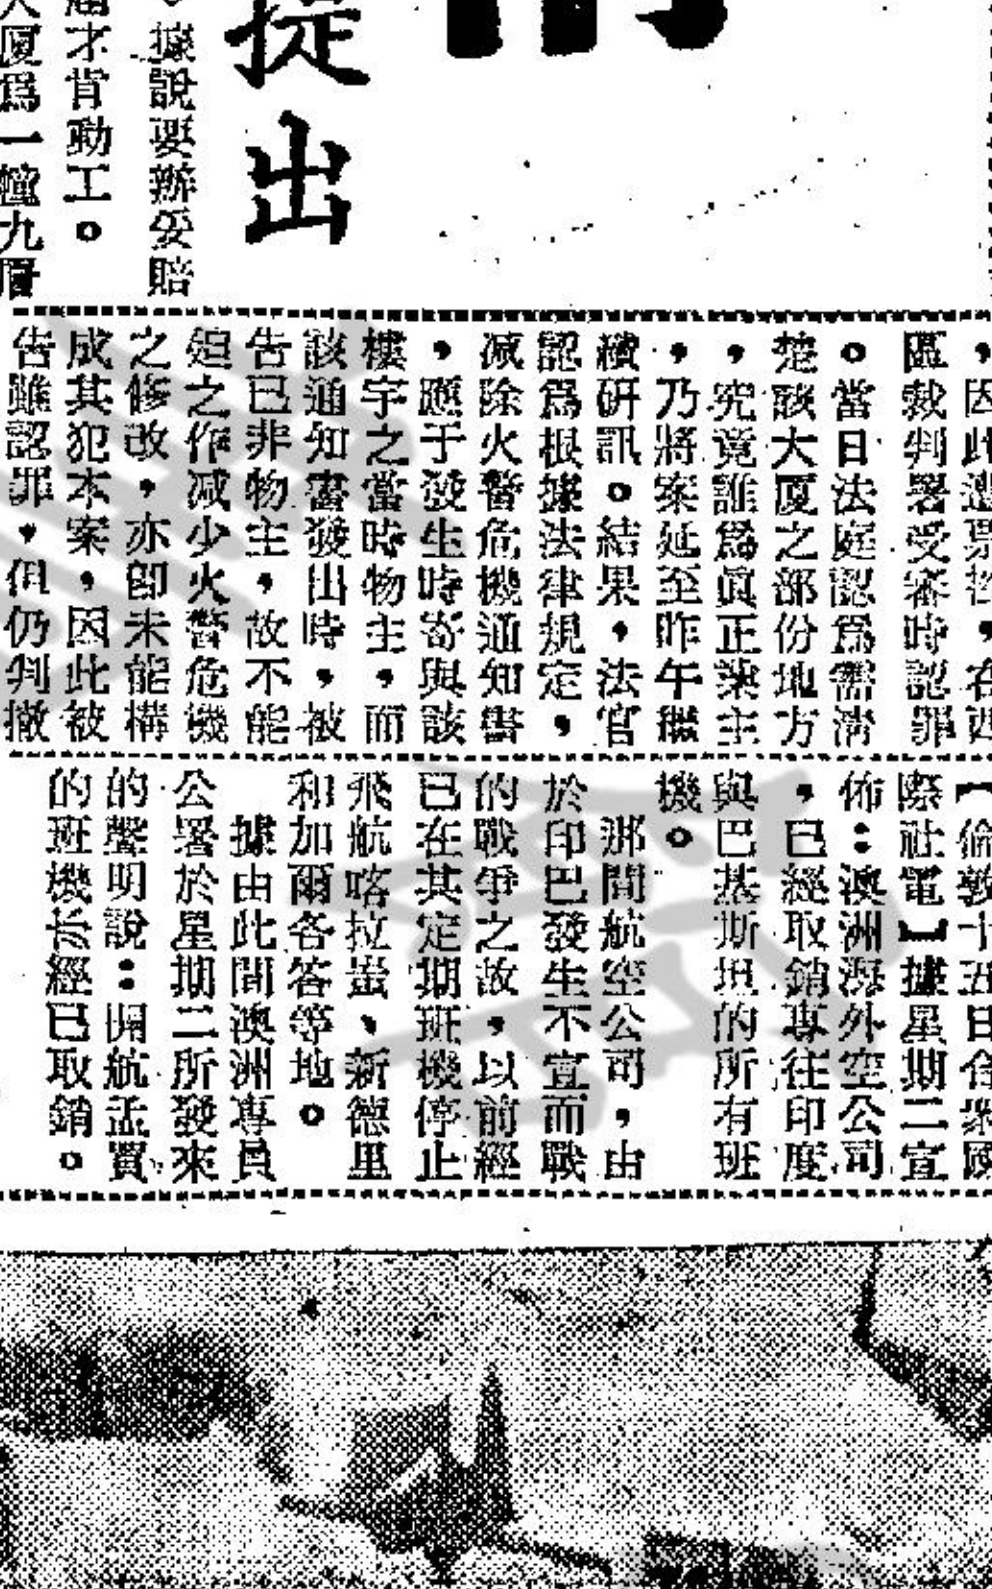 提出
。據說要辦妥賠
才肯動工。
大廈爲一幢九層
，因此遭票控，在西
區裁判署受審時認罪
。當日法庭認爲需淸
楚該大厦之部份地方
，究竟誰爲眞正業主
，乃將案延至昨午繼
續研訊。結果，法官
認爲根據法律規定，
减除火警危機通知書
，應于發生時寄與該
樓宇之當時物主，而
該通知書發出時，被
告已非物主，故不能
迫之作减少火警危機
之修改，亦卽未能構
成其犯本案，因此被
告雖認罪，但仍判撤
【倫敦十五日合衆國
際社電】據星期二宣
佈：澳洲海外空公司
，已經取銷專往印度
與巴基斯坦的所有班
機。
那間航空公司，由
於印巴發生不宣而戰
的戰爭之故，以前經
已在其定期班機停止
飛航喀拉蚩、新德里
和加爾各答等地。
據由此間澳洲專員
公署於星期二所發來
的聲明說：開航孟買
的班機亦經已取銷。